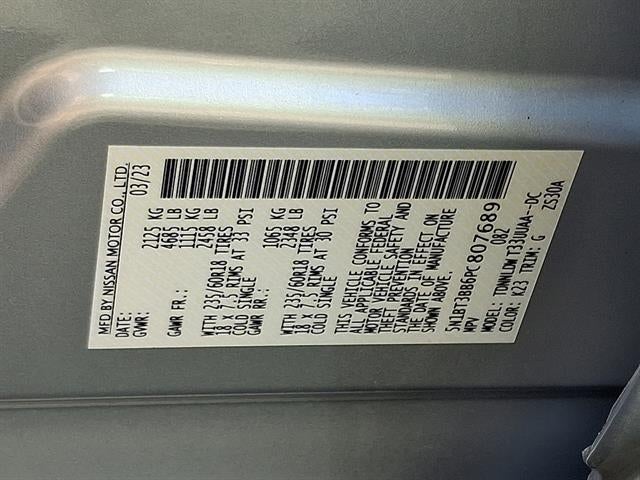 MFD BY NISSAN MOTOR CO., LTD.
DATE: 03/23
GVWR: 2125 KG
4685 LB
GAWR FR: 1115 KG
2458 LB
WITH 235/60R18 TIRES
18 X 7.5 RIMS AT 33 PSI
COLD SINGLE
GAWR RR: 1065 KG
2348 LB
WITH 235/60R18 TIRES
18 X 7.5 RIMS AT 30 PSI
COLD SINGLE
THIS VEHICLE CONFORMS TO
ALL APPLICABLE FEDERAL
MOTOR VEHICLE SAFETY AND
THEFT PREVENTION
STANDARDS IN EFFECT ON
THE DATE OF MANUFACTURE
SHOWN ABOVE.
5N1BT3BB6PC807689
MPV 082
MODEL: T33UUAA--DC
COLOR: K23 TRIM: G ZS30A